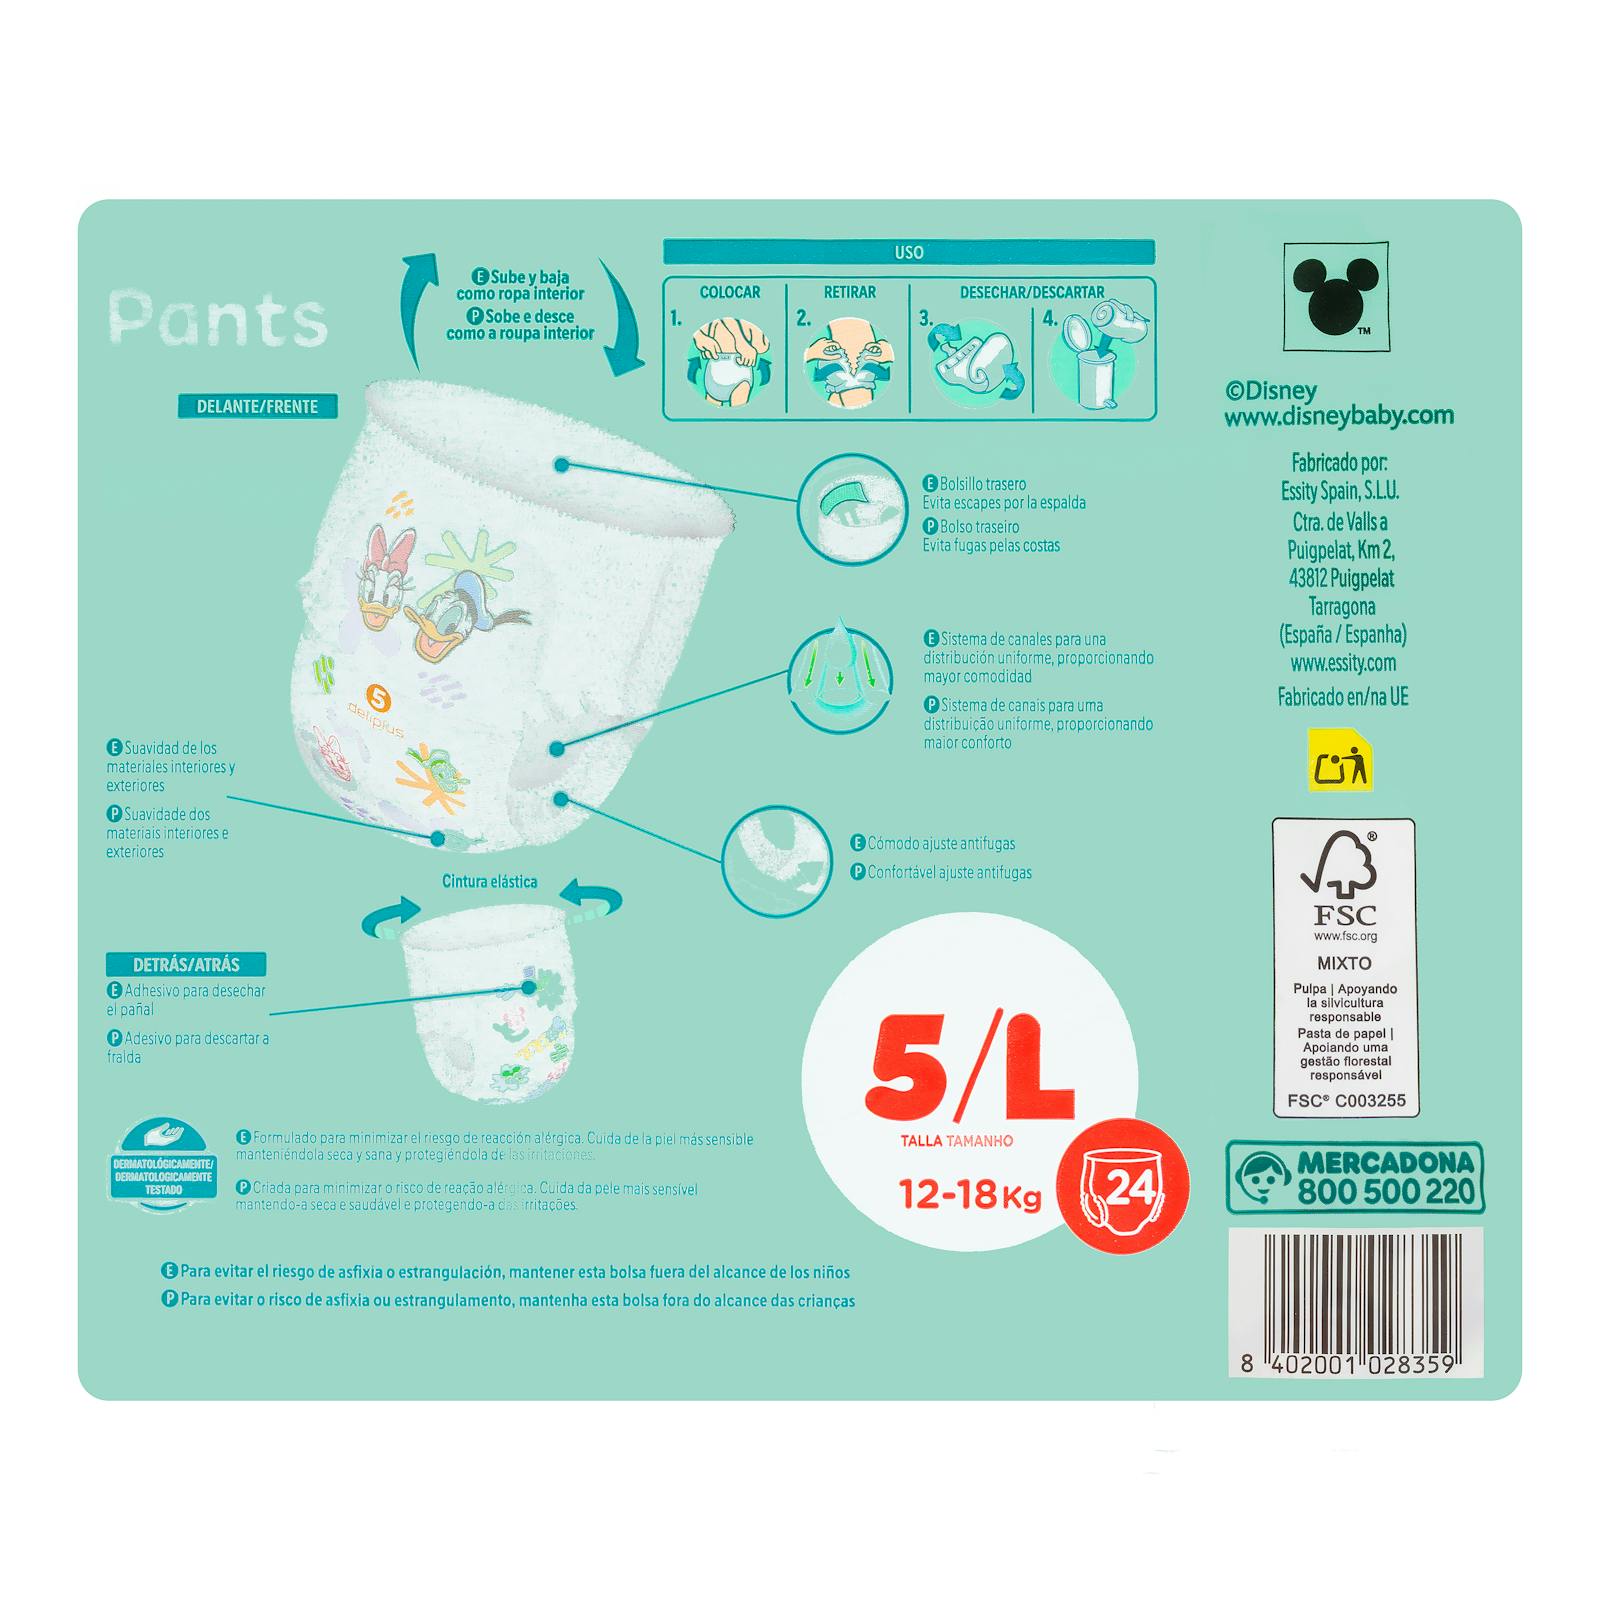 Pants
E Sube y baja
como ropa interior
P Sobe e desce
como a roupa interior
USO
COLOCAR
RETIRAR
DESECHAR/DESCARTAR
1.
2.
3.
4.
DELANTE/FRENTE
E Bolsillo trasero
Evita escapes por la espalda
P Bolso traseiro
Evita fugas pelas costas
E Sistema de canales para una
distribución uniforme, proporcionando
mayor comodidad
P Sistema de canais para uma
distribuição uniforme, proporcionando
maior conforto
5
deliplus
E Suavidad de los
materiales interiores y
exteriores
P Suavidade dos
materiais interiores e
exteriores
E Cómodo ajuste antifugas
P Confortável ajuste antifugas
Cintura elástica
DETRÁS/ATRÁS
E Adhesivo para desechar
el pañal
P Adesivo para descartar a
fralda
DERMATOLÓGICAMENTE/
DERMATOLOGICAMENTE
TESTADO
E Formulado para minimizar el riesgo de reacción alérgica. Cuida de la piel más sensible
manteniéndola seca y sana y protegiéndola de las irritaciones.
P Criada para minimizar o risco de reação alérgica. Cuida da pele mais sensível
mantendo-a seca e saudável e protegendo-a das irritações.
E Para evitar el riesgo de asfixia o estrangulación, mantener esta bolsa fuera del alcance de los niños
P Para evitar o risco de asfixia ou estrangulamento, mantenha esta bolsa fora do alcance das crianças
5/L
TALLA TAMANHO
12-18Kg
24
TM
©Disney
www.disneybaby.com
Fabricado por:
Essity Spain, S.L.U.
Ctra. de Valls a
Puigpelat, Km 2,
43812 Puigpelat
Tarragona
(España / Espanha)
www.essity.com
Fabricado en/na UE
®
FSC
www.fsc.org
MIXTO
Pulpa | Apoyando
la silvicultura
responsable
Pasta de papel |
Apoiando uma
gestão florestal
responsável
FSC® C003255
MERCADONA
800 500 220
8 402001 028359